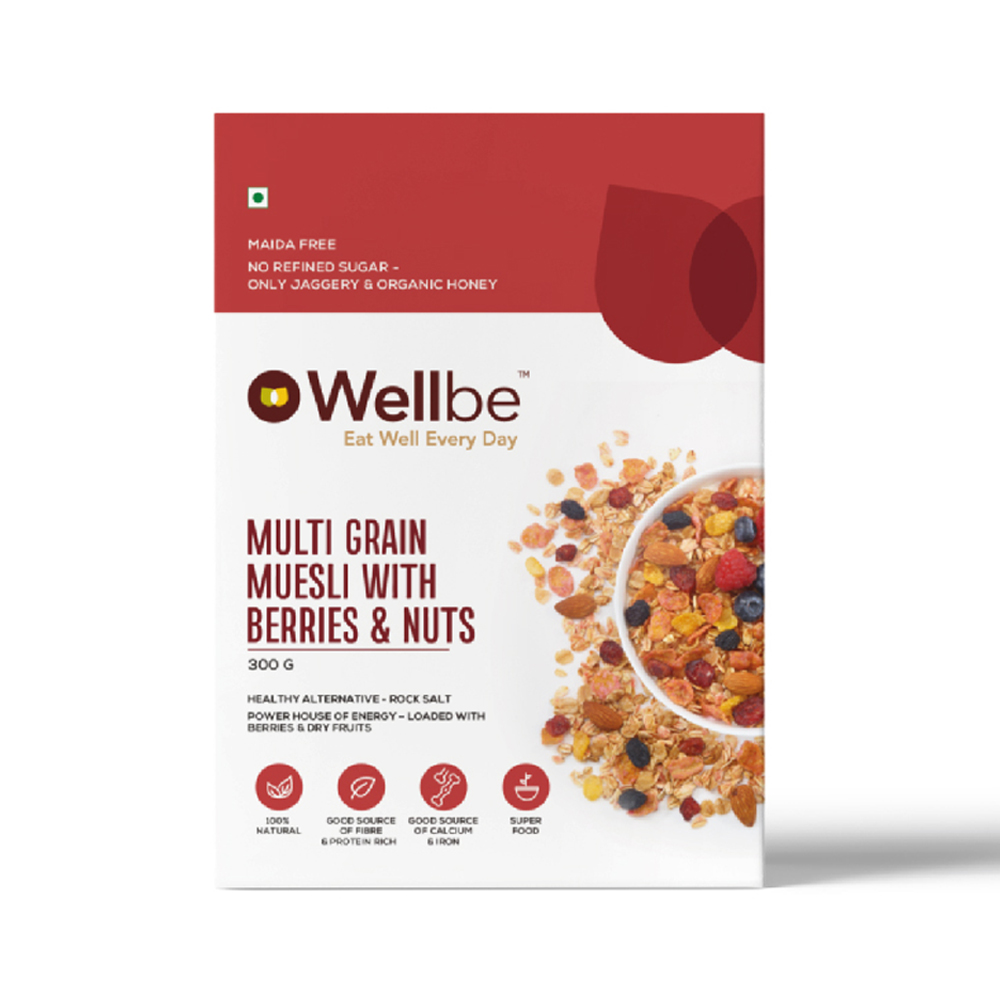 MAIDA FREE
NO REFINED SUGAR –
ONLY JAGGERY & ORGANIC HONEY
Wellbe™
Eat Well Every Day
MULTI GRAIN
MUESLI WITH
BERRIES & NUTS
300 G
HEALTHY ALTERNATIVE - ROCK SALT
POWER HOUSE OF ENERGY – LOADED WITH
BERRIES & DRY FRUITS
100%
NATURAL
GOOD SOURCE
OF FIBRE
& PROTEIN RICH
GOOD SOURCE
OF CALCIUM
& IRON
SUPER
FOOD